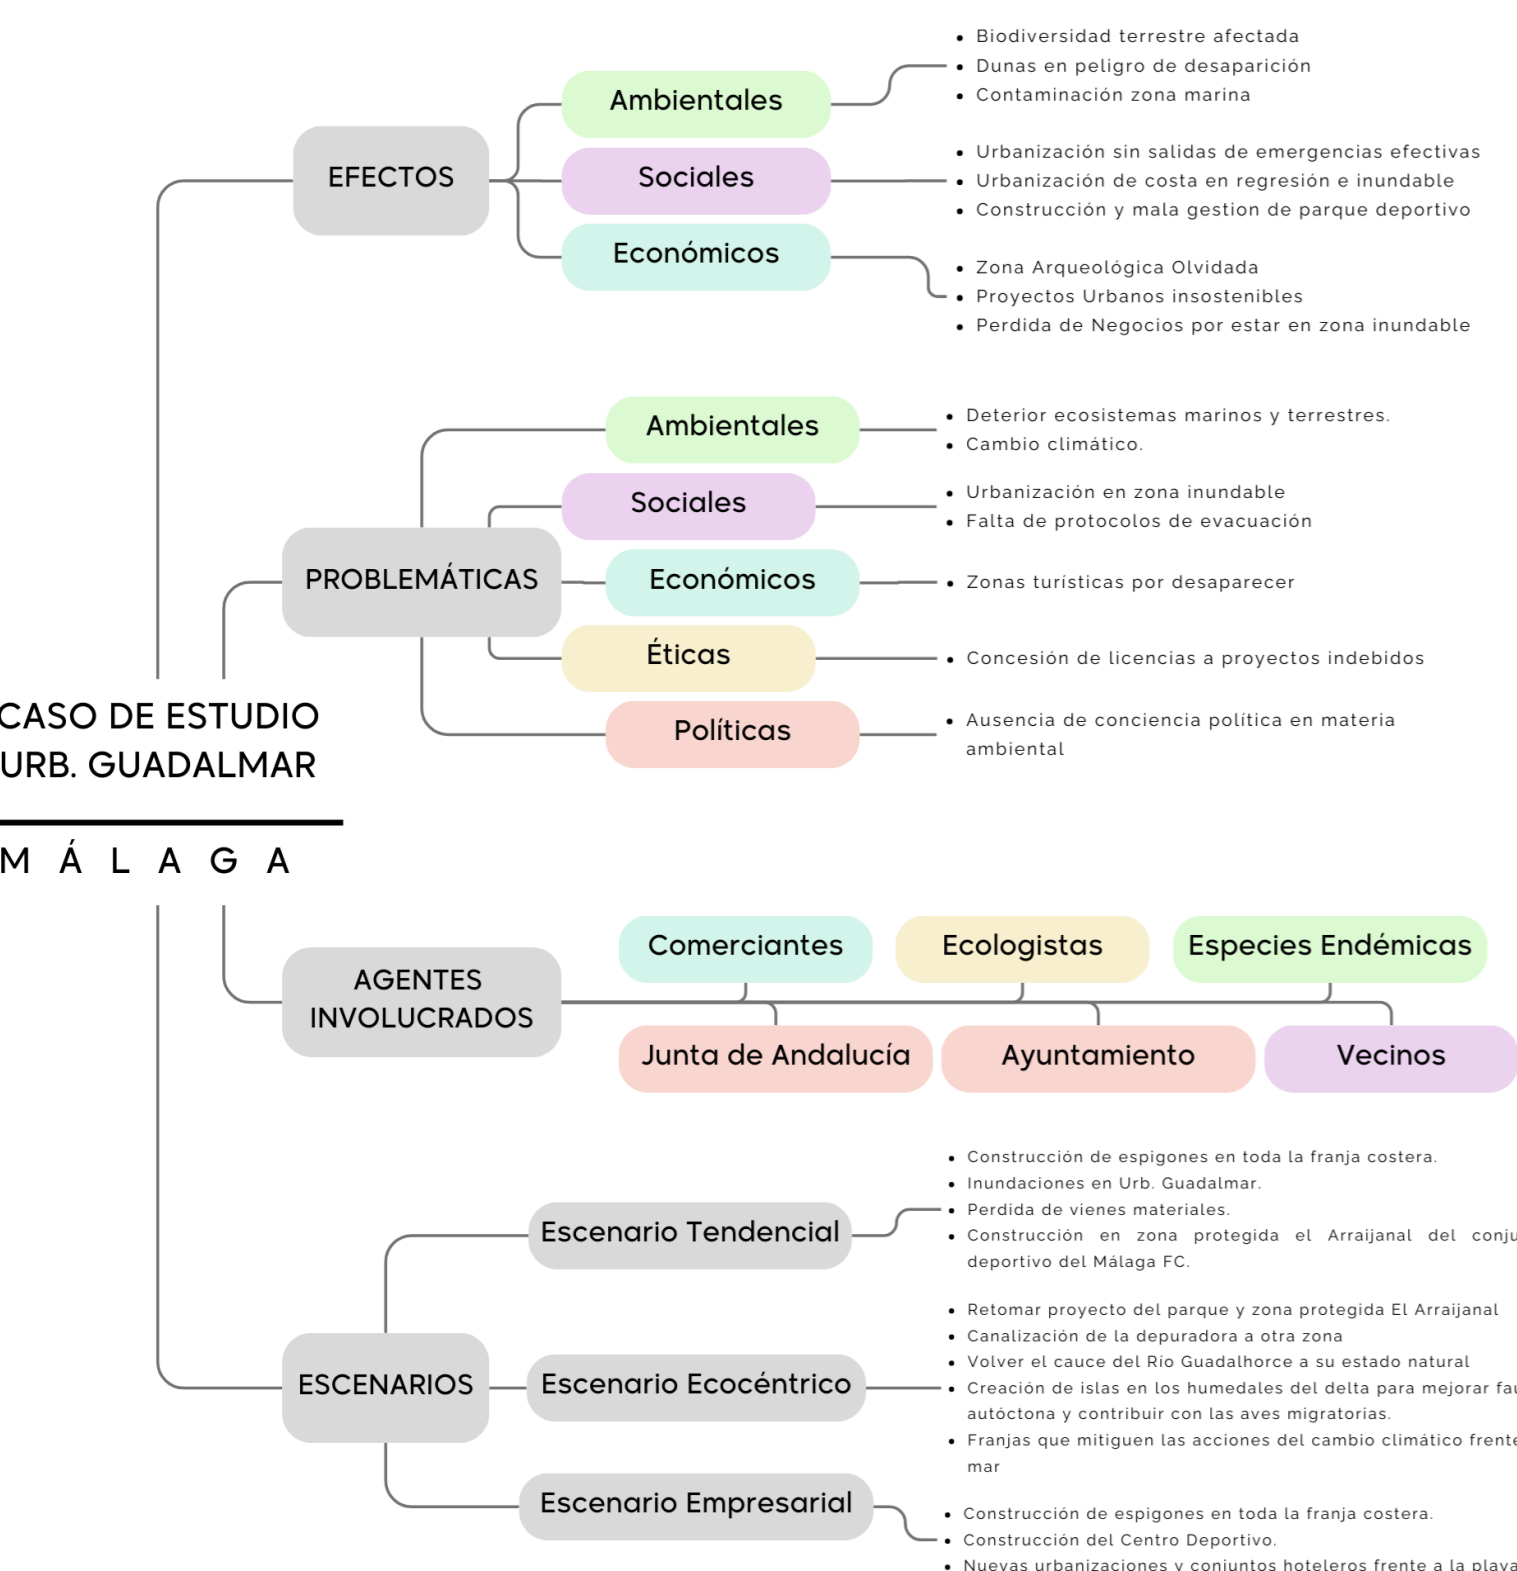 EFECTOS
Ambientales
• Biodiversidad terrestre afectada
• Dunas en peligro de desaparición
• Contaminación zona marina
Sociales
• Urbanización sin salidas de emergencias efectivas
• Urbanización de costa en regresión e inundable
• Construcción y mala gestion de parque deportivo
Económicos
• Zona Arqueológica Olvidada
• Proyectos Urbanos insostenibles
• Perdida de Negocios por estar en zona inundable
PROBLEMÁTICAS
Ambientales
• Deterior ecosistemas marinos y terrestres.
• Cambio climático.
Sociales
• Urbanización en zona inundable
• Falta de protocolos de evacuación
Económicos
• Zonas turísticas por desaparecer
Éticas
• Concesión de licencias a proyectos indebidos
Políticas
• Ausencia de conciencia política en materia
ambiental
CASO DE ESTUDIO
URB. GUADALMAR
MÁLAGA
AGENTES
INVOLUCRADOS
Comerciantes
Ecologistas
Especies Endémicas
Junta de Andalucía
Ayuntamiento
Vecinos
ESCENARIOS
Escenario Tendencial
• Construcción de espigones en toda la franja costera.
• Inundaciones en Urb. Guadalmar.
• Perdida de vienes materiales.
• Construcción en zona protegida el Arraijanal del
deportivo del Málaga FC.
Escenario Ecocéntrico
• Retomar proyecto del parque y zona protegida El Arraijanal
• Canalización de la depuradora a otra zona
• Volver el cauce del Río Guadalhorce a su estado natural
• Creación de islas en los humedales del delta para mejorar
autóctona y contribuir con las aves migratorias.
• Franjas que mitiguen las acciones del cambio climático frente
mar
Escenario Empresarial
• Construcción de espigones en toda la franja costera.
• Construcción del Centro Deportivo.
• Nuevas urbanizaciones y conjuntos hoteleros frente a la playa